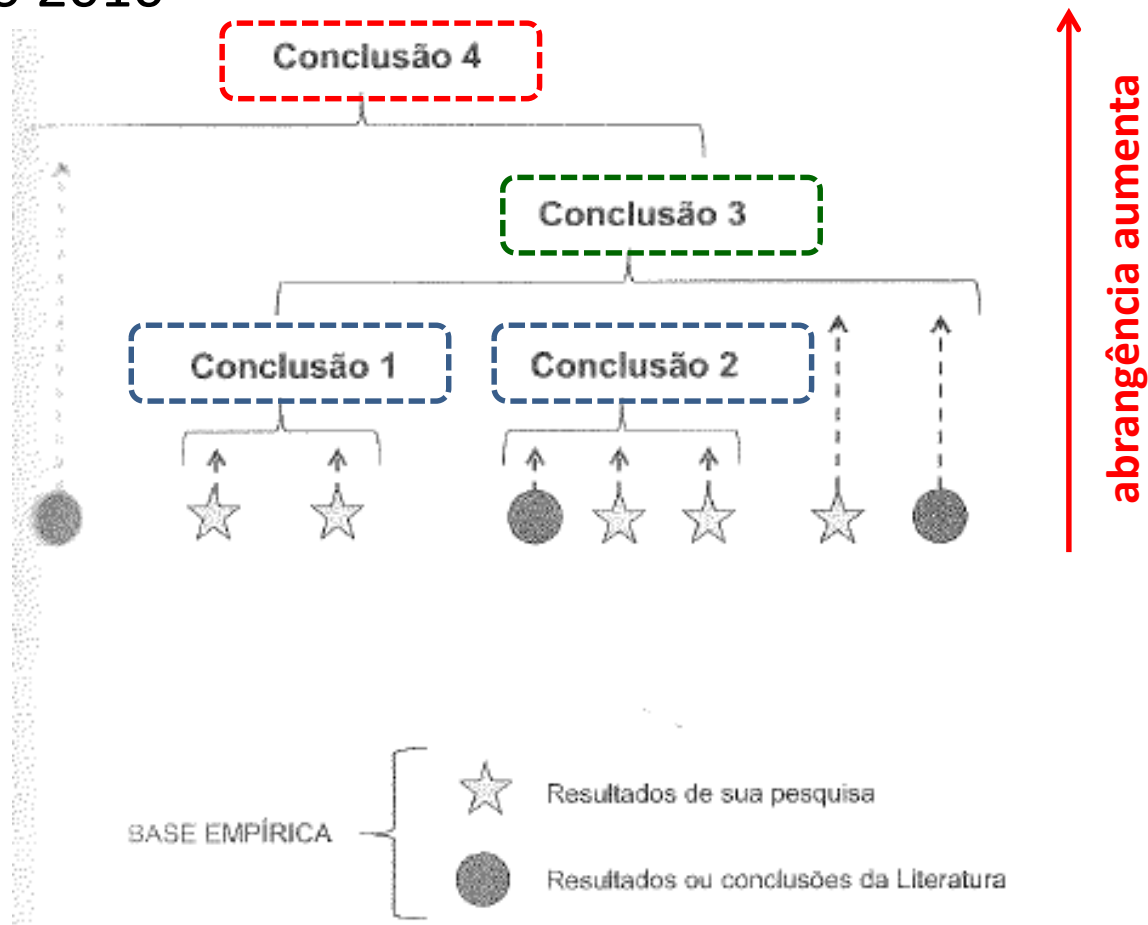 2010
Conclusão 4
Conclusão 3
Conclusão 1
Conclusão 2
abrangência aumenta
BASE EMPÍRICA
Resultados de sua pesquisa
Resultados ou conclusões da Literatura